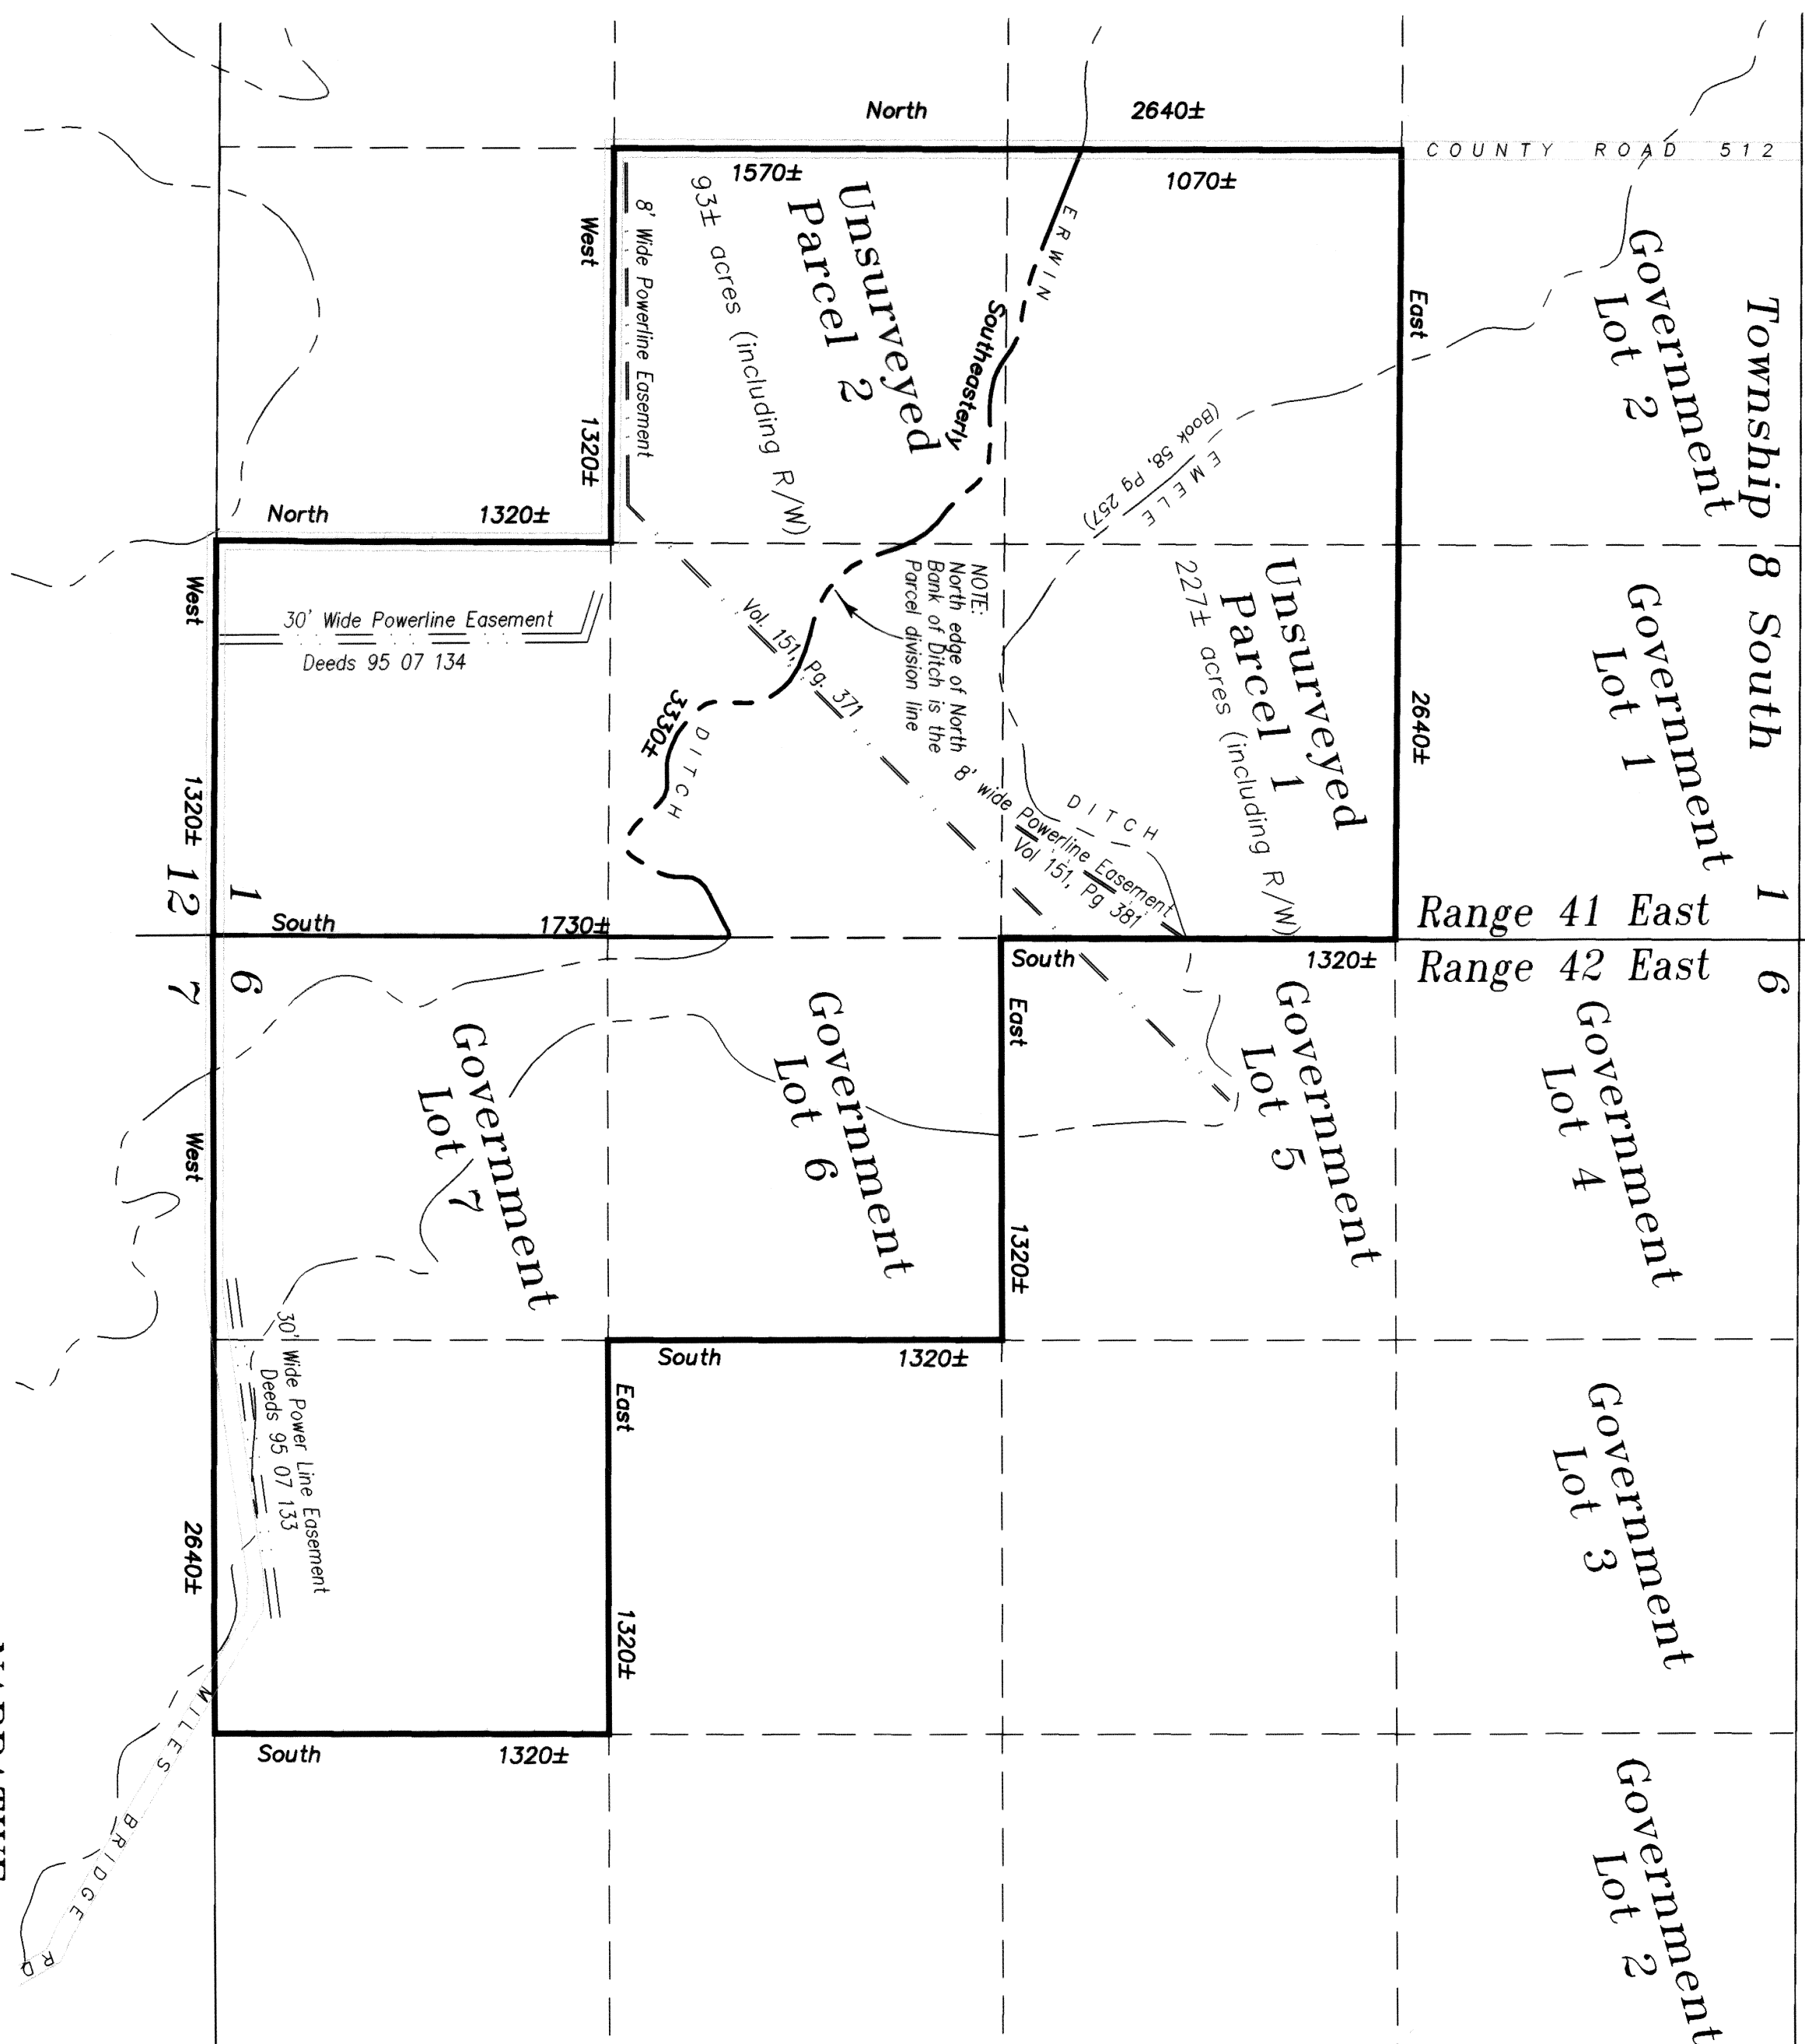 Township 8 South
1
6
Government
Lot 2
Government
Lot 1
Government
Lot 4
Government
Lot 3
Government
Lot 2
COUNTY ROAD 512
Range 41 East
Range 42 East
East
2640±
North
2640±
1070±
1570±
Unsurveyed
Parcel 1
227± acres (including R/W)
Unsurveyed
Parcel 2
93± acres (including R/W)
ERWIN
Southeasterly
EMELE
(Book 58, Pg 257)
DITCH
NOTE:
North edge of North
Bank of Ditch is the
Parcel division line
8' wide Powerline Easement
Vol 151, Pg 381
South
1320±
Government
Lot 5
8' Wide Powerline Easement
Vol. 151, Pg. 371
West
1320±
3330±
DITCH
East
1320±
Government
Lot 6
South
1320±
North
1320±
30' Wide Powerline Easement
Deeds 95 07 134
South
1730±
Government
Lot 7
East
1320±
30' Wide Power Line Easement
Deeds 95 07 133
South
1320±
1
6
12
7
West
1320±
West
2640±
MILES BRIDGE RD